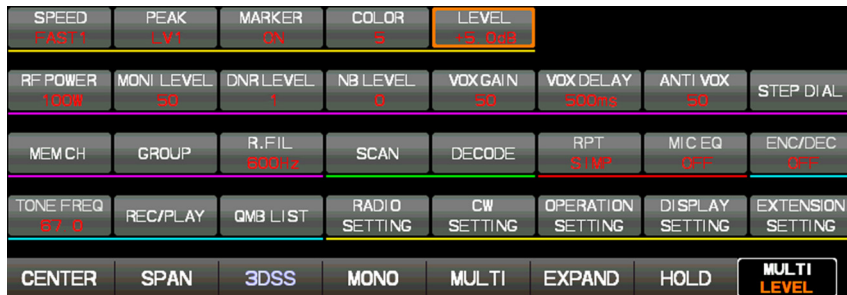 SPEED PEAK MARKER COLOR LEVEL
FAST1 LV1 ON 5 +5.0dB
RF POWER MONI LEVEL DNR LEVEL NB LEVEL VOX GAIN VOX DELAY ANTI VOX STEP DIAL
100W 50 1 0 50 500ms 50
MEM CH GROUP R.FIL SCAN DECODE RPT MIC EQ ENC/DEC
600Hz SIMP OFF OFF
TONE FREQ REC/PLAY QMB LIST RADIO CW OPERATION DISPLAY EXTENSION
67.0 SETTING SETTING SETTING SETTING SETTING
CENTER SPAN 3DSS MONO MULTI EXPAND HOLD MULTI
LEVEL